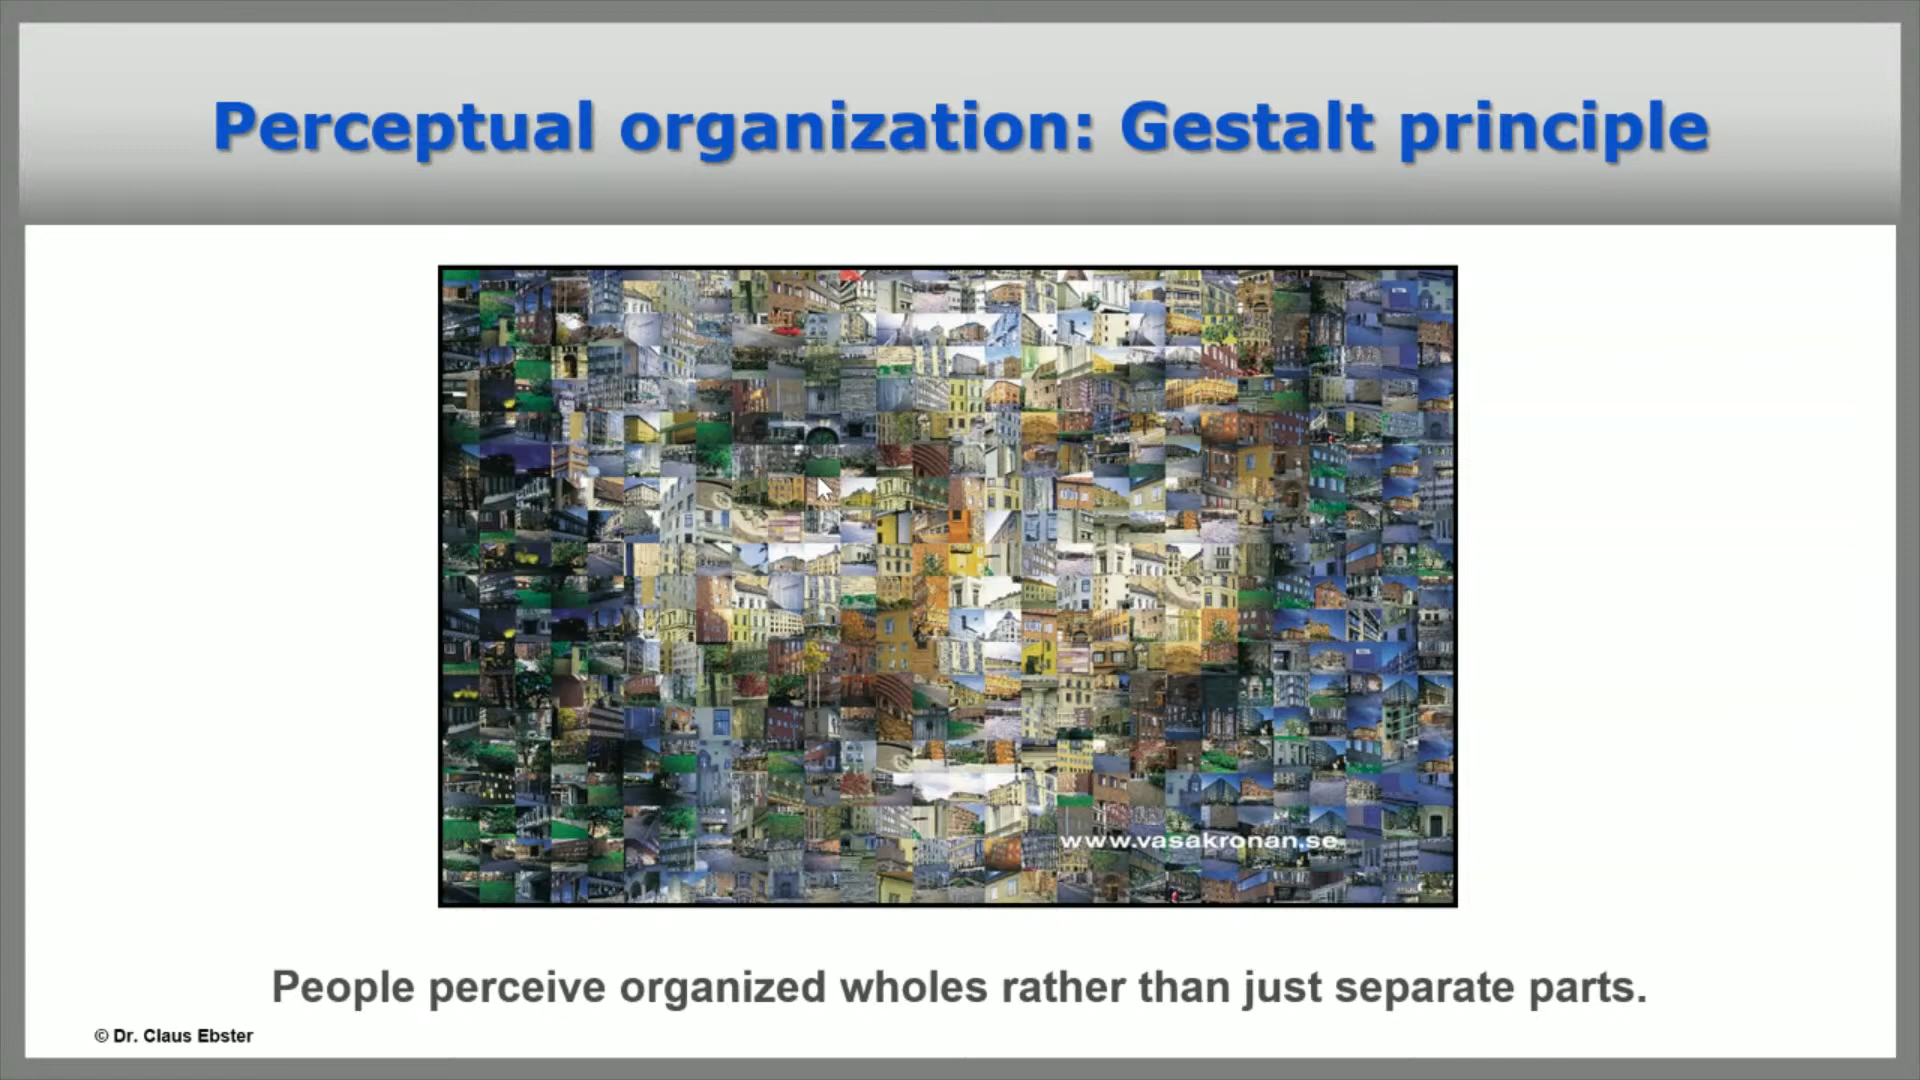 Perceptual organization: Gestalt principle
www.vasakronan.se
People perceive organized wholes rather than just separate parts.
© Dr. Claus Ebster